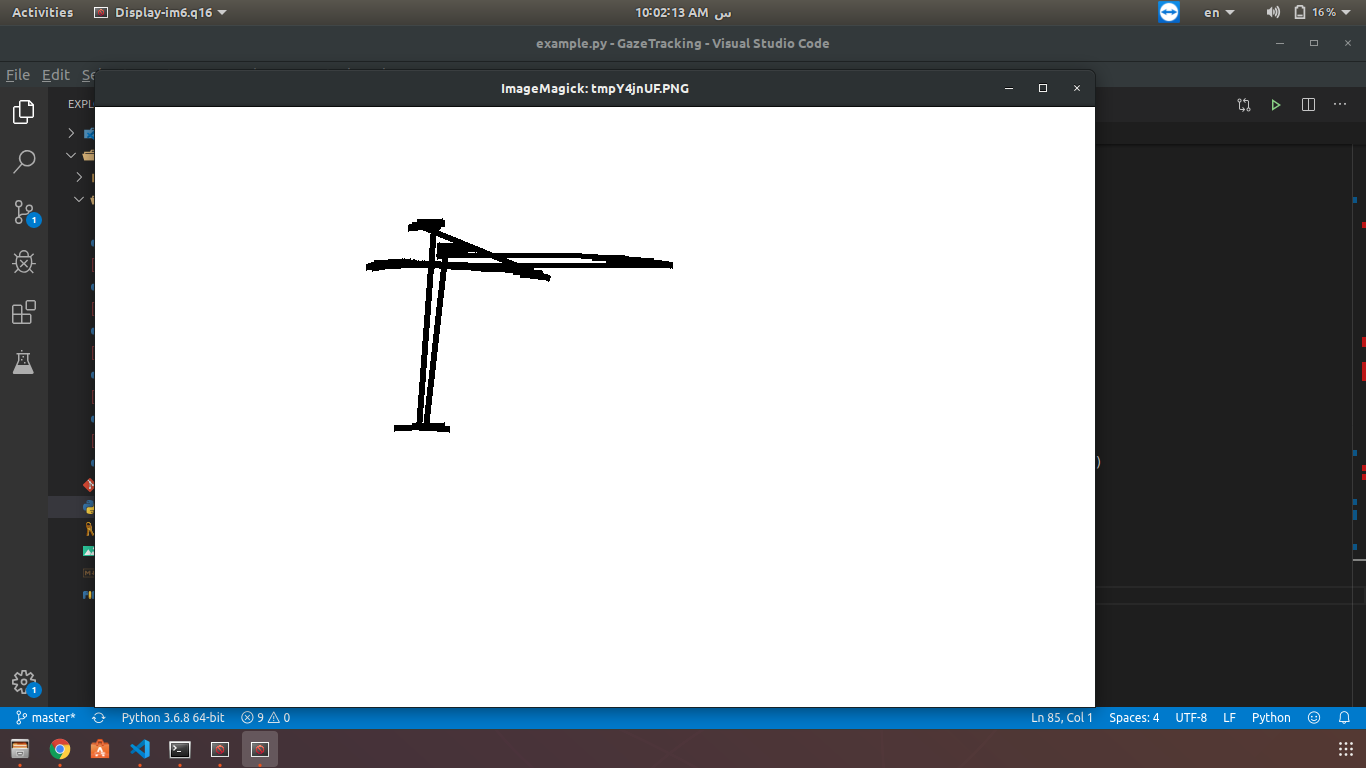 Activities Display-im6.q16 10:02:13 AM س en 16%
example.py - GazeTracking - Visual Studio Code
File Edit Se
ImageMagick: tmpY4jnUF.PNG
EXPL
)
1
1
master* Python 3.6.8 64-bit 9 0 Ln 85, Col 1 Spaces: 4 UTF-8 LF Python